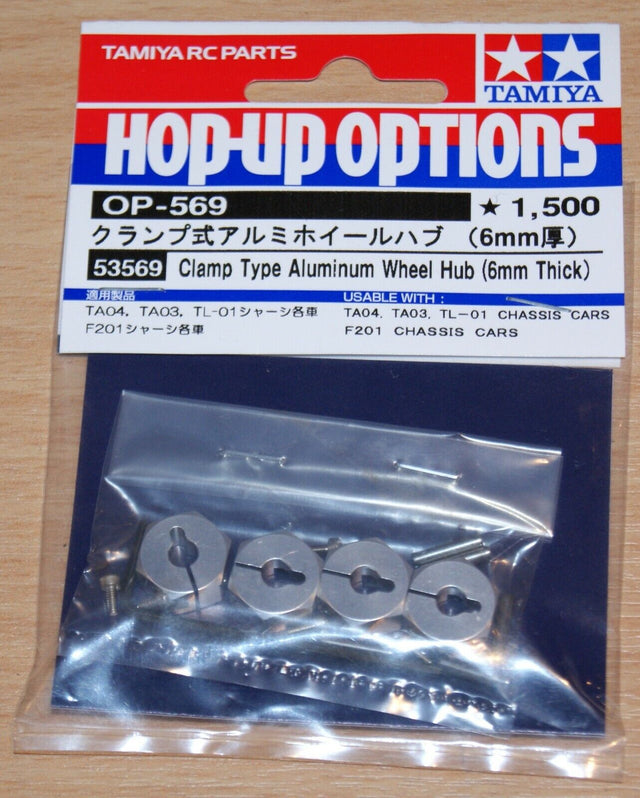 TAMIYA RC PARTS
TAMIYA
HOP-UP OPTIONS
OP-569
★ 1,500
クランプ式アルミホイールハブ (6mm厚)
53569 Clamp Type Aluminum Wheel Hub (6mm Thick)
適用製品
TA04, TA03, TL-01シャーシ各車
F201シャーシ各車
USABLE WITH :
TA04, TA03, TL-01 CHASSIS CARS
F201 CHASSIS CARS